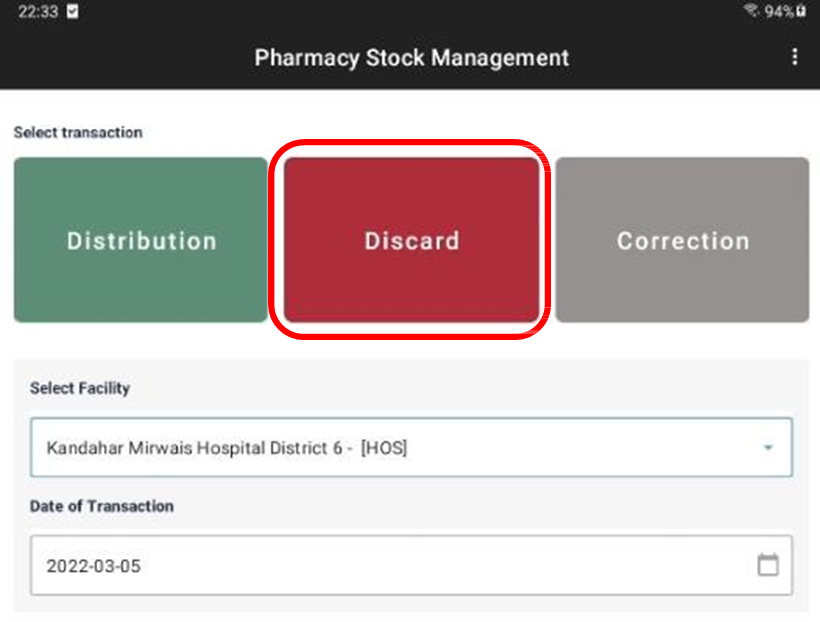 22:33 94%
Pharmacy Stock Management
Select transaction
Distribution Discard Correction
Select Facility
Kandahar Mirwais Hospital District 6 - [HOS]
Date of Transaction
2022-03-05